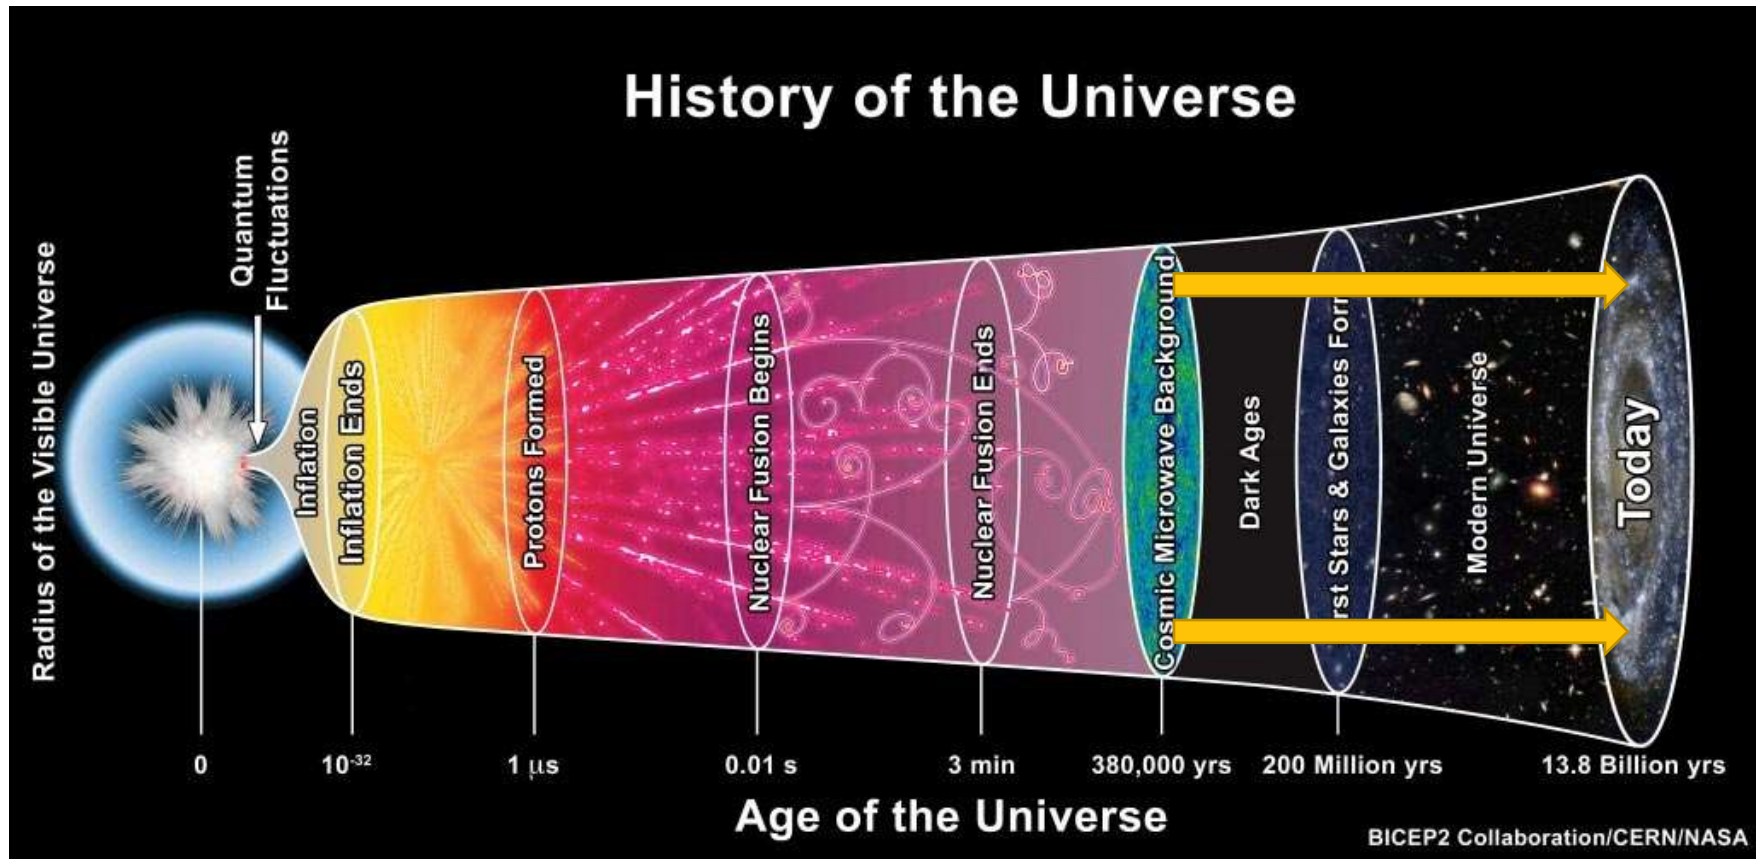 History of the Universe
Radius of the Visible Universe
Quantum
Fluctuations
Inflation
Inflation Ends
Protons Formed
Nuclear Fusion Begins
Nuclear Fusion Ends
Cosmic Microwave Background
Dark Ages
rst Stars & Galaxies Forr
Modern Universe
Today
0
10⁻³²
1 µs
0.01 s
3 min
380,000 yrs
200 Million yrs
13.8 Billion yrs
Age of the Universe
BICEP2 Collaboration/CERN/NASA